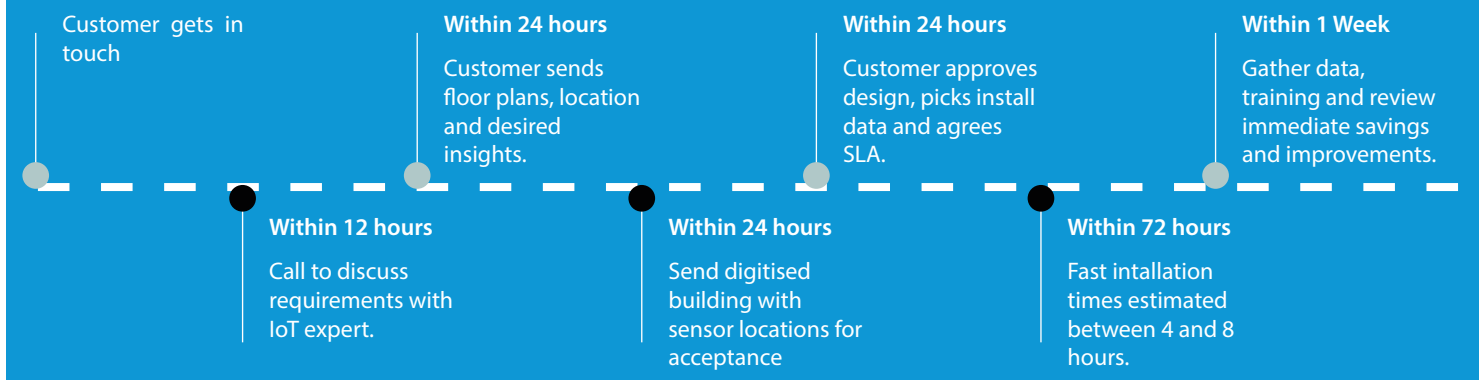 Customer gets in
touch
Within 12 hours
Call to discuss
requirements with
IoT expert.
Within 24 hours
Customer sends
floor plans, location
and desired
insights.
Within 24 hours
Send digitised
building with
sensor locations for
acceptance
Within 24 hours
Customer approves
design, picks install
data and agrees
SLA.
Within 72 hours
Fast intallation
times estimated
between 4 and 8
hours.
Within 1 Week
Gather data,
training and review
immediate savings
and improvements.